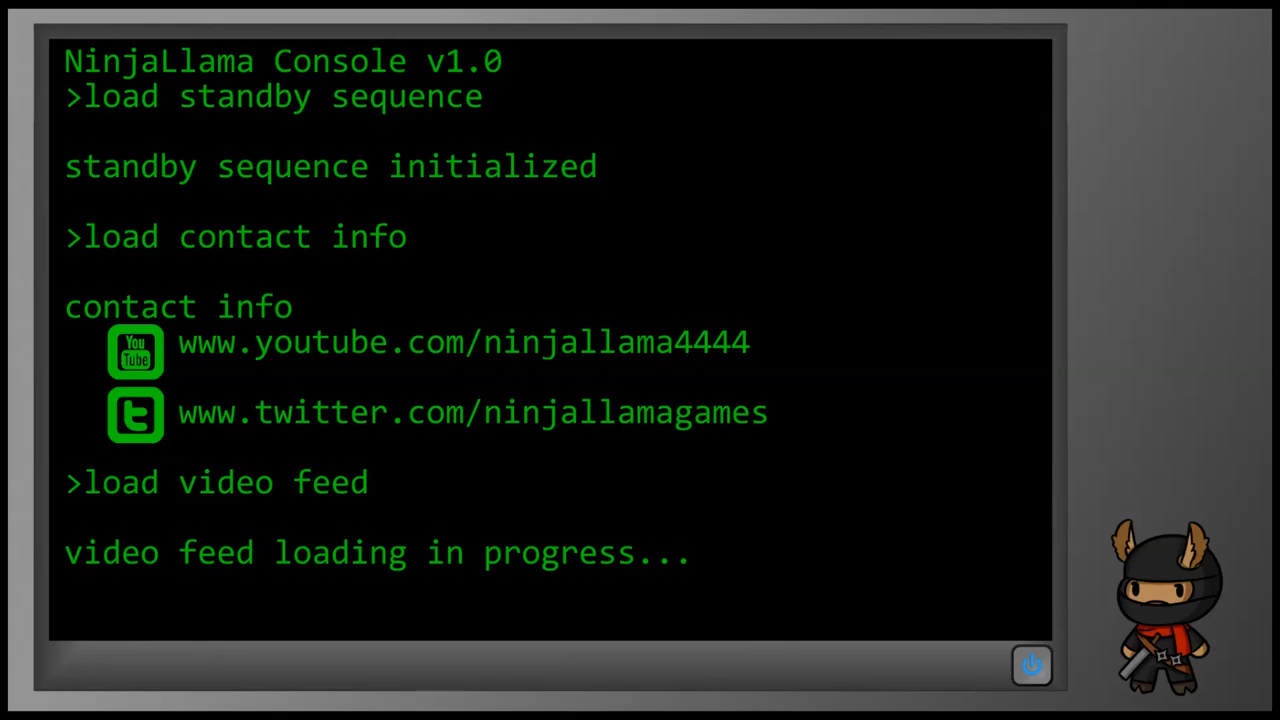 NinjaLlama Console v1.0
>load standby sequence
standby sequence initialized
>load contact info
contact info
You
Tube
www.youtube.com/ninjallama4444
t
www.twitter.com/ninjallamagames
>load video feed
video feed loading in progress...